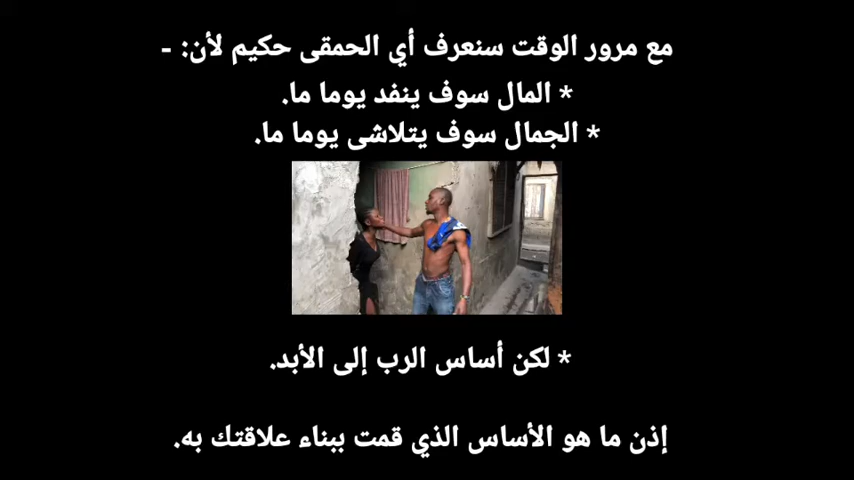 مع مرور الوقت سنعرف أي الحمقى حكيم لأن: -
* المال سوف ينفد يوما ما.
* الجمال سوف يتلاشى يوما ما.
* لكن أساس الرب إلى الأبد.
إذن ما هو الأساس الذي قمت ببناء علاقتك به.